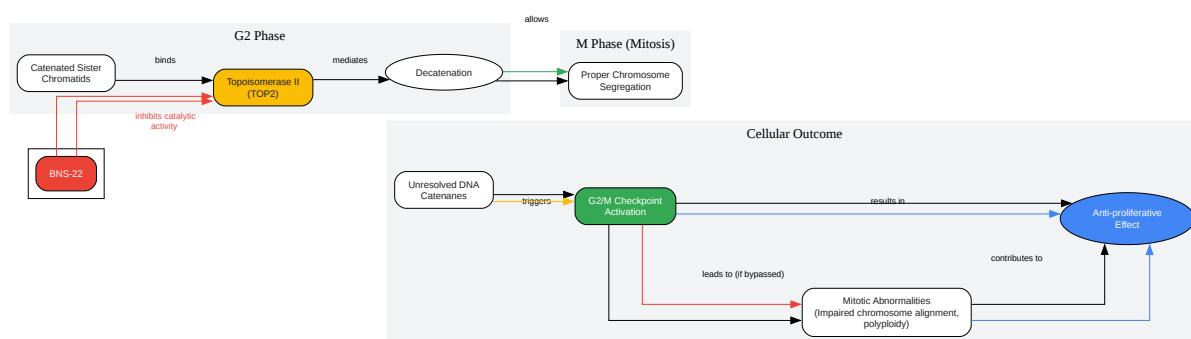 allows
G2 Phase
M Phase (Mitosis)
Catenated Sister
Chromatids
binds
Topoisomerase II
(TOP2)
mediates
Decatenation
Proper Chromosome
Segregation
inhibits catalytic
activity
BNS-22
Cellular Outcome
Unresolved DNA
Catenanes
triggers
G2/M Checkpoint
Activation
results in
Anti-proliferative
Effect
contributes to
leads to (if bypassed)
Mitotic Abnormalities
(Impaired chromosome alignment,
polyploidy)